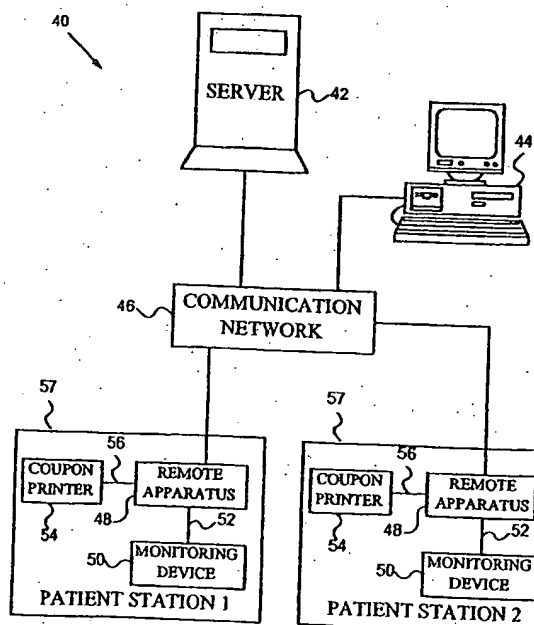 40
SERVER
42
44
46
COMMUNICATION
NETWORK
57
57
COUPON
PRINTER
56
REMOTE
APPARATUS
54
48
52
50
MONITORING
DEVICE
PATIENT STATION 1
COUPON
PRINTER
56
REMOTE
APPARATUS
54
48
52
50
MONITORING
DEVICE
PATIENT STATION 2